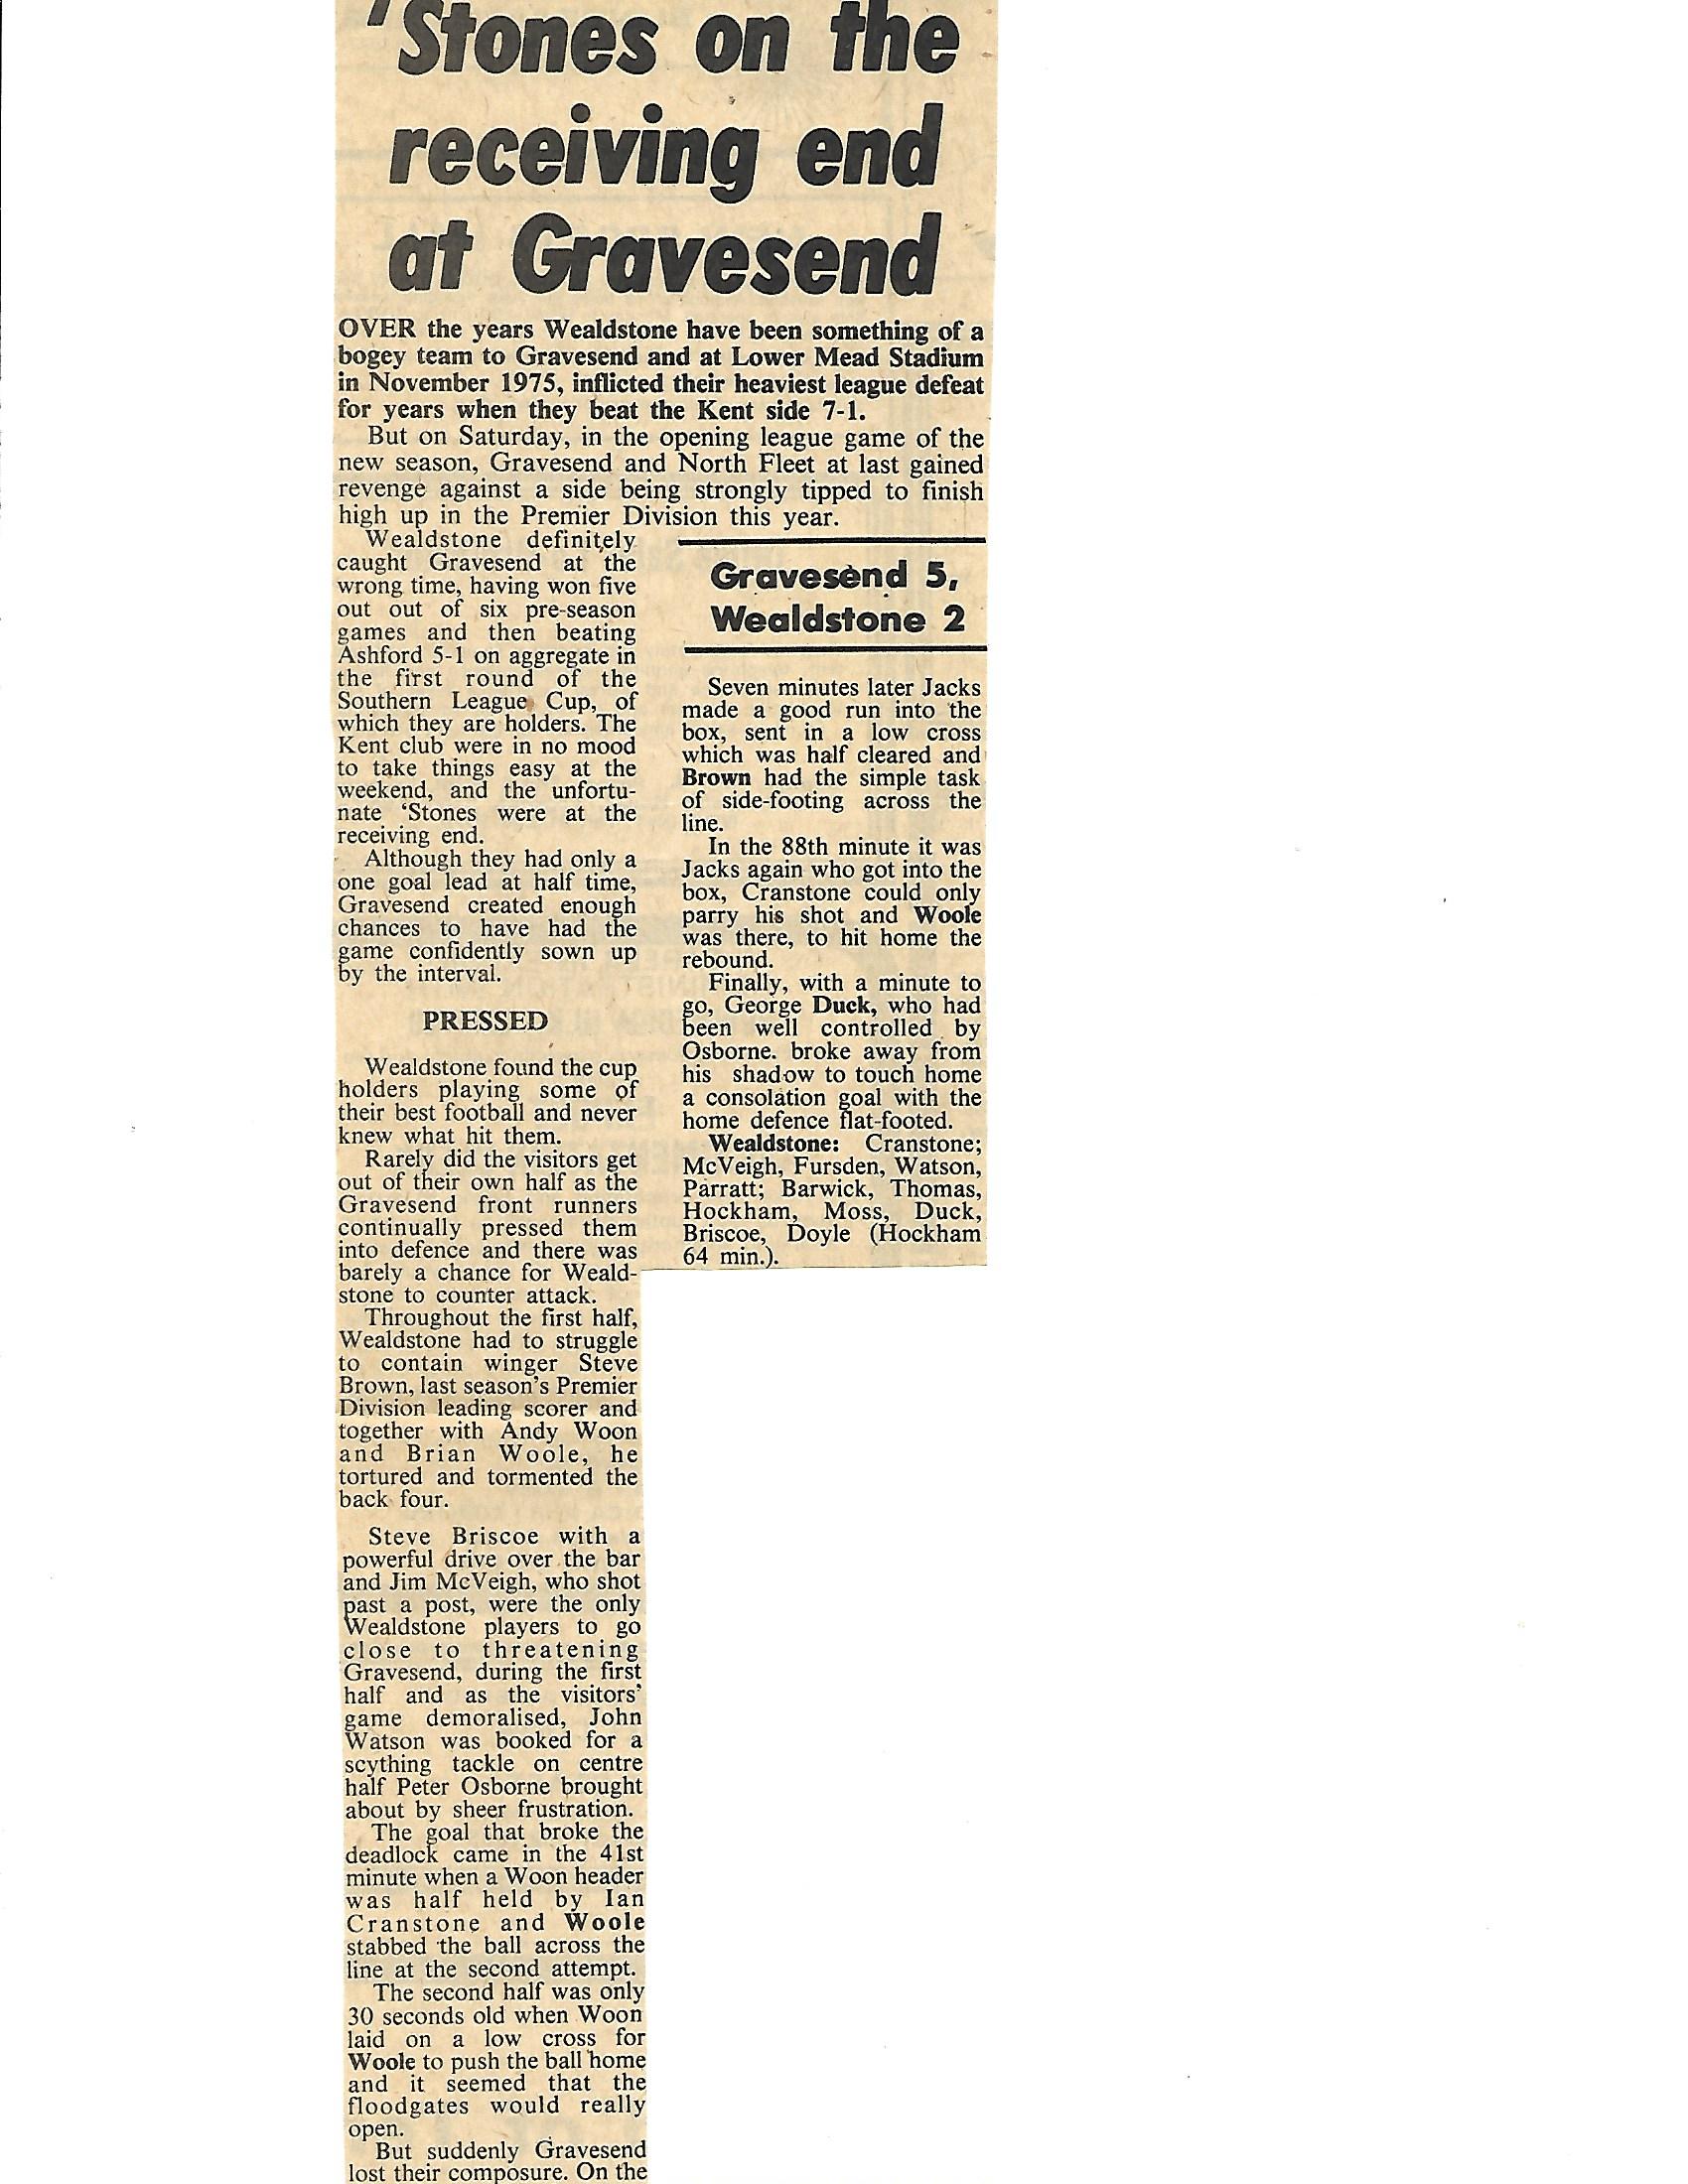 'Stones on the
receiving end
at Gravesend
OVER the years Wealdstone have been something of a
bogey team to Gravesend and at Lower Mead Stadium
in November 1975, inflicted their heaviest league defeat
for years when they beat the Kent side 7-1.
But on Saturday, in the opening league game of the
new season, Gravesend and North Fleet at last gained
revenge against a side being strongly tipped to finish
high up in the Premier Division this year.
Wealdstone definitely
caught Gravesend at the
wrong time, having won five
out out of six pre-season
games and then beating
Ashford 5-1 on aggregate in
the first round of the
Southern League Cup, of
which they are holders. The
Kent club were in no mood
to take things easy at the
weekend, and the unfortu-
nate 'Stones were at the
receiving end.
Although they had only a
one goal lead at half time,
Gravesend created enough
chances to have had the
game confidently sown up
by the interval.
PRESSED
Wealdstone found the cup
holders playing some of
their best football and never
knew what hit them.
Rarely did the visitors get
out of their own half as the
Gravesend front runners
continually pressed them
into defence and there was
barely a chance for Weald-
stone to counter attack.
Throughout the first half,
Wealdstone had to struggle
to contain winger Steve
Brown, last season's Premier
Division leading scorer and
together with Andy Woon
and Brian Woole, he
tortured and tormented the
back four.
Steve Briscoe with a
powerful drive over the bar
and Jim McVeigh, who shot
past a post, were the only
Wealdstone players to go
close to threatening
Gravesend, during the first
half and as the visitors'
game demoralised, John
Watson was booked for a
scything tackle on centre
half Peter Osborne brought
about by sheer frustration.
The goal that broke the
deadlock came in the 41st
minute when a Woon header
was half held by Ian
Cranstone and Woole
stabbed the ball across the
line at the second attempt.
The second half was only
30 seconds old when Woon
laid on a low cross for
Woole to push the ball home
and it seemed that the
floodgates would really
open.
But suddenly Gravesend
lost their composure. On the
Gravesend 5,
Wealdstone 2
Seven minutes later Jacks
made a good run into the
box, sent in a low cross
which was half cleared and
Brown had the simple task
of side-footing across the
line.
In the 88th minute it was
Jacks again who got into the
box, Cranstone could only
parry his shot and Woole
was there, to hit home the
rebound.
Finally, with a minute to
go, George Duck, who had
been well controlled by
Osborne. broke away from
his shadow to touch home
a consolation goal with the
home defence flat-footed.
Wealdstone: Cranstone;
McVeigh, Fursden, Watson,
Parratt; Barwick, Thomas,
Hockham, Moss, Duck,
Briscoe, Doyle (Hockham
64 min.).